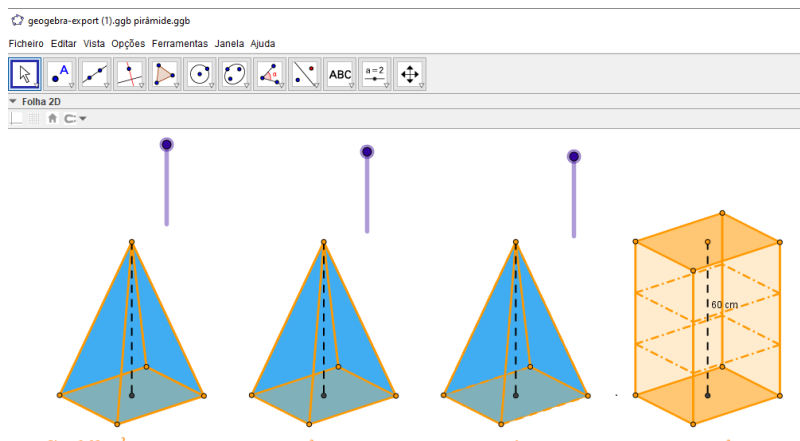 geogebra-export (1).ggb pirâmide.ggb
Ficheiro Editar Vista Opções Ferramentas Janela Ajuda
A
α
ABC
a=2
Folha 2D
60 cm